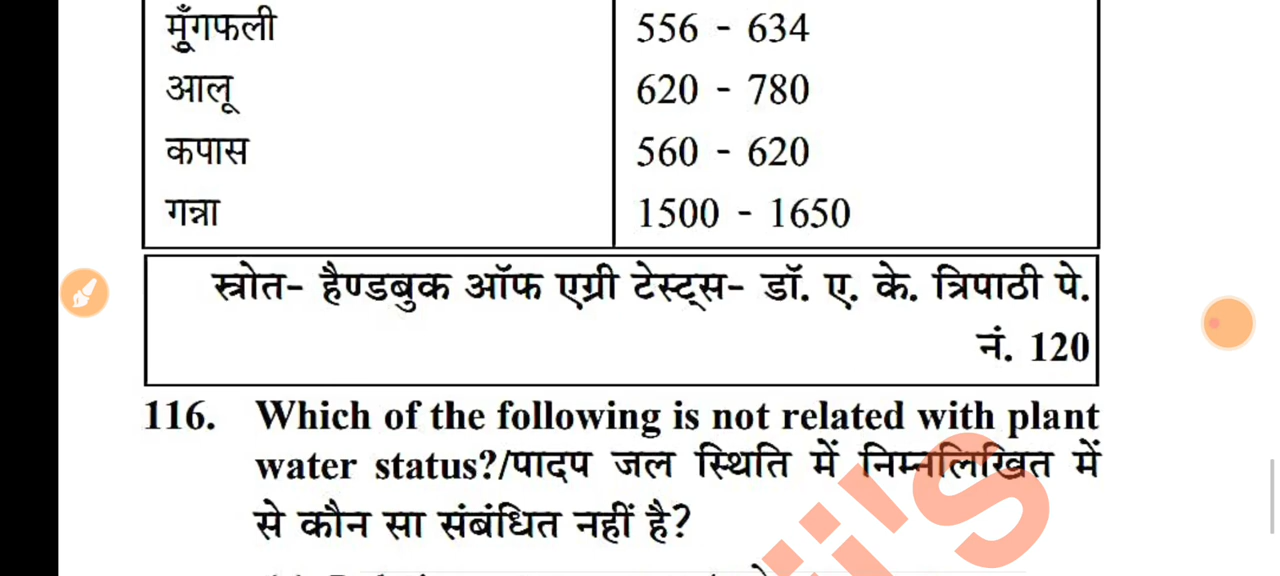 मुूँगफली 556 - 634
आलू 620 - 780
कपास 560 - 620
गन्ना 1500 - 1650
स्रोत- हैण्डबुक ऑफ एग्री टेस्ट्स- डॉ. ए. के. त्रिपाठी पे.
नं. 120
116. Which of the following is not related with plant
water status?/पादप जल स्थिति में निम्नलिखित में
से कौन सा संबंधित नहीं है?